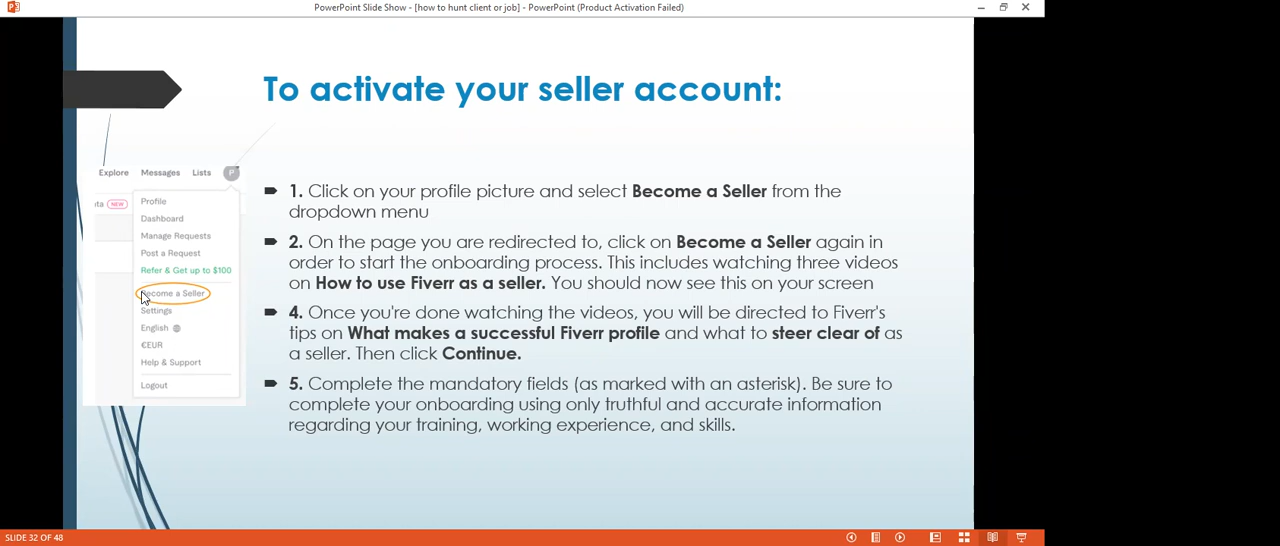 PowerPoint Slide Show - [how to hunt client or job] - PowerPoint (Product Activation Failed)
To activate your seller account:
Explore Messages Lists P
ta NEW
Profile
Dashboard
Manage Requests
Post a Request
Refer & Get up to $100
Become a Seller
Settings
English
€EUR
Help & Support
Logout
1. Click on your profile picture and select Become a Seller from the
dropdown menu
2. On the page you are redirected to, click on Become a Seller again in
order to start the onboarding process. This includes watching three videos
on How to use Fiverr as a seller. You should now see this on your screen
4. Once you're done watching the videos, you will be directed to Fiverr's
tips on What makes a successful Fiverr profile and what to steer clear of as
a seller. Then click Continue.
5. Complete the mandatory fields (as marked with an asterisk). Be sure to
complete your onboarding using only truthful and accurate information
regarding your training, working experience, and skills.
SLIDE 32 OF 48